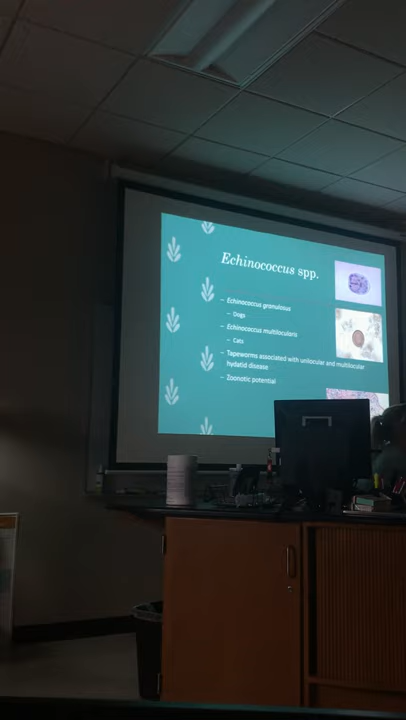 Echinococcus spp.
– Echinococcus granulosus
– Dogs
– Echinococcus multilocularis
– Cats
– Tapeworms associated with unilocular and multilocular
hydatid disease
– Zoonotic potential